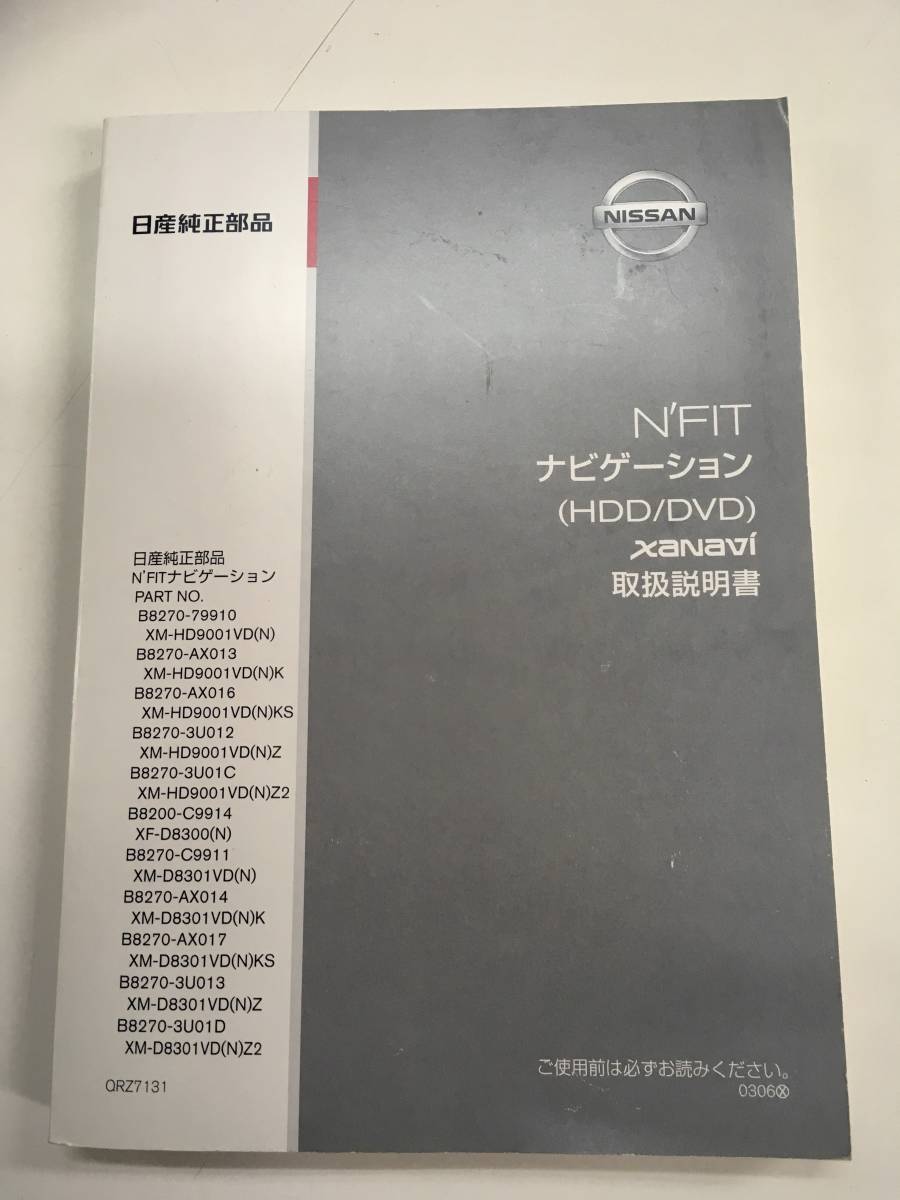 日産純正部品
NISSAN
N'FIT
ナビゲーション
(HDD/DVD)
xanavi
取扱説明書
日産純正部品
N'FITナビゲーション
PART NO.
B8270-79910
XM-HD9001VD(N)
B8270-AX013
XM-HD9001VD(N)K
B8270-AX016
XM-HD9001VD(N)KS
B8270-3U012
XM-HD9001VD(N)Z
B8270-3U01C
XM-HD9001VD(N)Z2
B8200-C9914
XF-D8300(N)
B8270-C9911
XM-D8301VD(N)
B8270-AX014
XM-D8301VD(N)K
B8270-AX017
XM-D8301VD(N)KS
B8270-3U013
XM-D8301VD(N)Z
B8270-3U01D
XM-D8301VD(N)Z2
QRZ7131
ご使用前は必ずお読みください。
0306Ⓧ